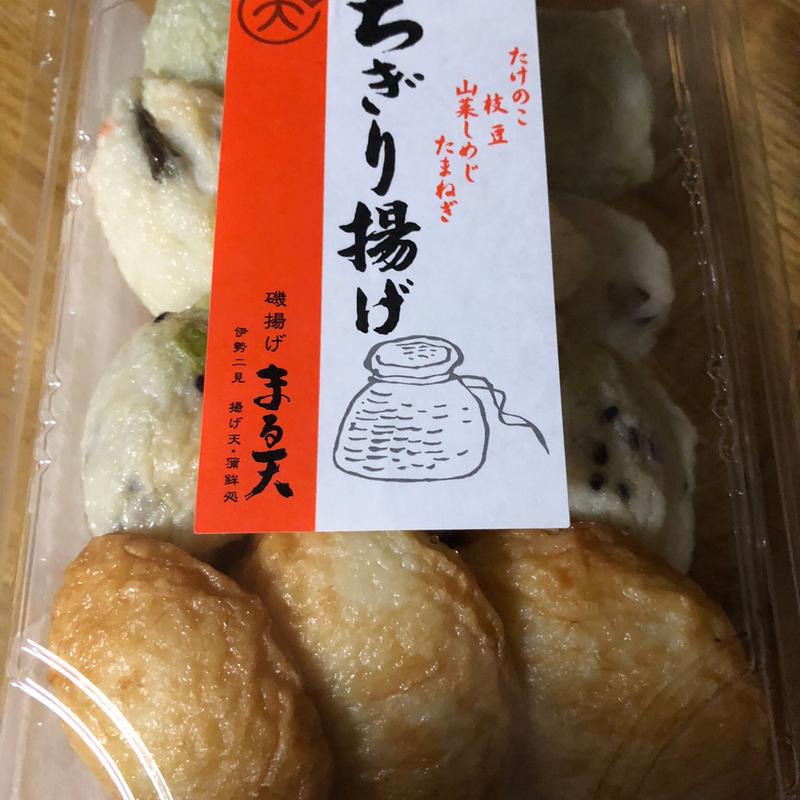 ちぎり揚げ
たけのこ
枝豆
山菜しめじ
たまねぎ
天
磯揚げ まる天
伊勢二見 揚げ天・蒲鉾処